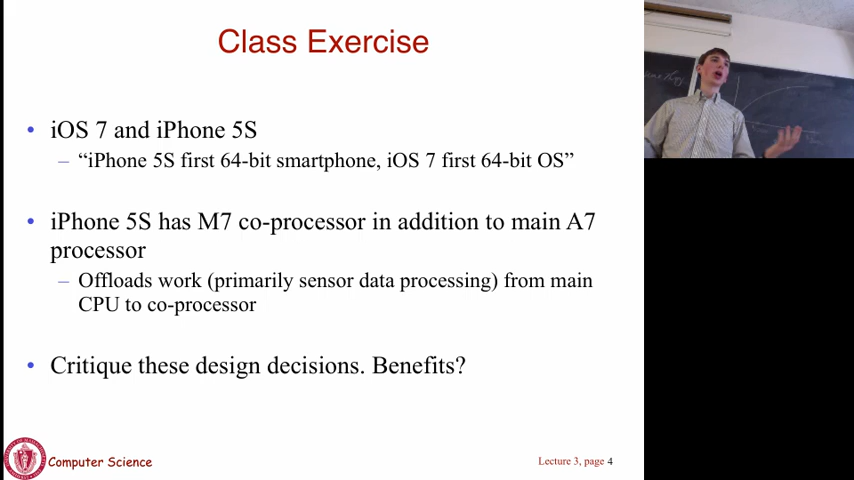 Class Exercise
• iOS 7 and iPhone 5S
– “iPhone 5S first 64-bit smartphone, iOS 7 first 64-bit OS”
• iPhone 5S has M7 co-processor in addition to main A7
processor
– Offloads work (primarily sensor data processing) from main
CPU to co-processor
• Critique these design decisions. Benefits?
Computer Science
Lecture 3, page 4